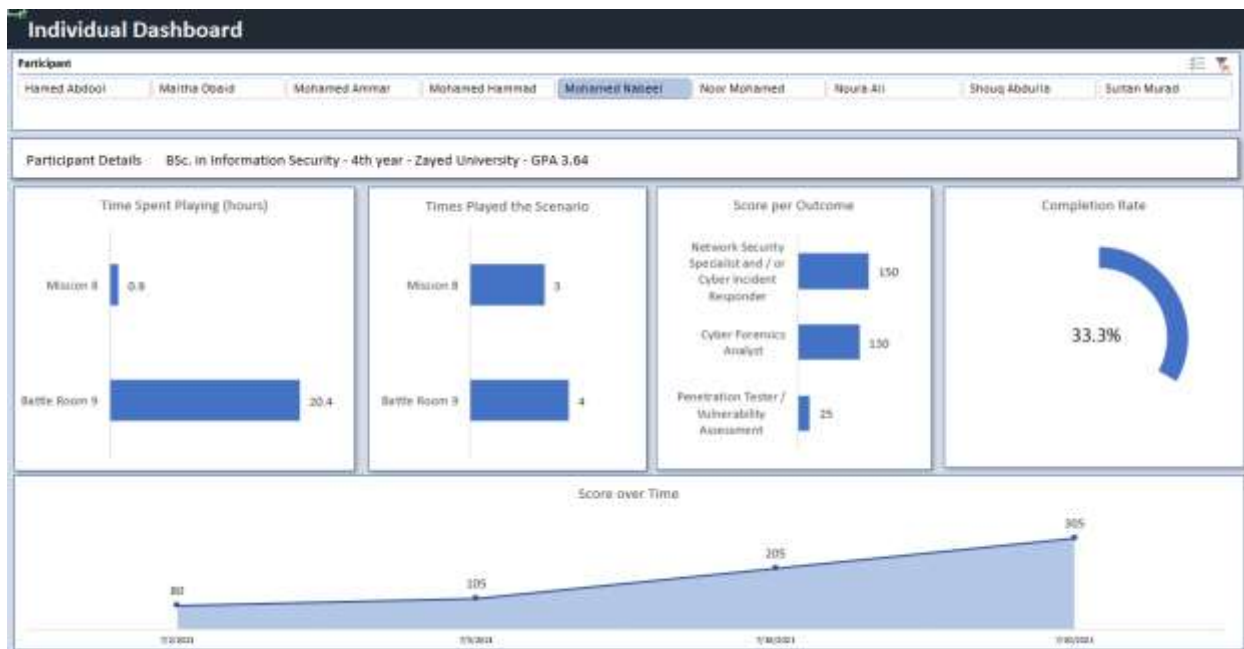 Individual Dashboard
Participant
Hamed Abdool
Maitha Obaid
Mohamed Ammar
Mohamed Hammad
Mohamed Nabeel
Noor Mohamed
Noura Ali
Shouq Abdulla
Sultan Murad
Participant Details BSc. in Information Security - 4th year - Zayed University - GPA 3.64
Time Spent Playing (hours)
Mission 8
0.8
Battle Room 9
20.4
Times Played the Scenario
Mission 8
3
Battle Room 9
4
Score per Outcome
Network Security
Specialist and / or
Cyber Incident
Responder
150
Cyber Forensics
Analyst
130
Penetration Tester /
Vulnerability
Assessment
25
Completion Rate
33.3%
Score over Time
80
105
205
305